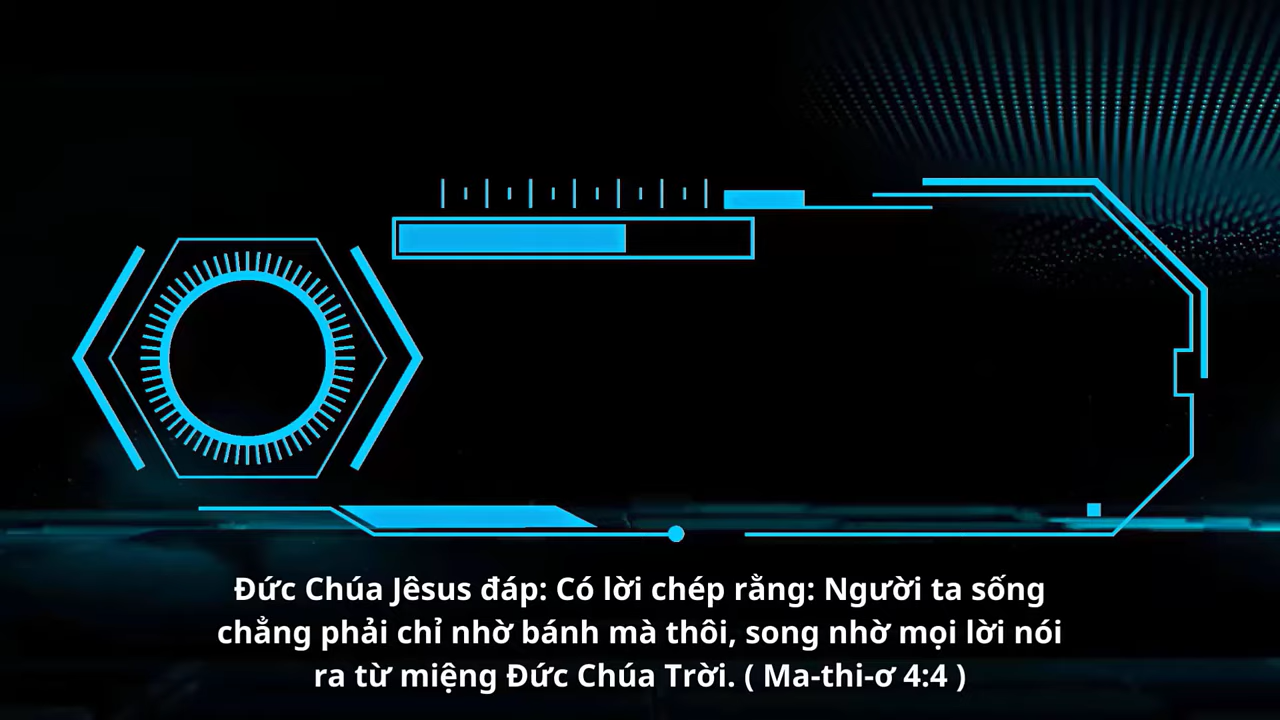 Đức Chúa Jêsus đáp: Có lời chép rằng: Người ta sống
chẳng phải chỉ nhờ bánh mà thôi, song nhờ mọi lời nói
ra từ miệng Đức Chúa Trời. ( Ma-thi-ơ 4:4 )